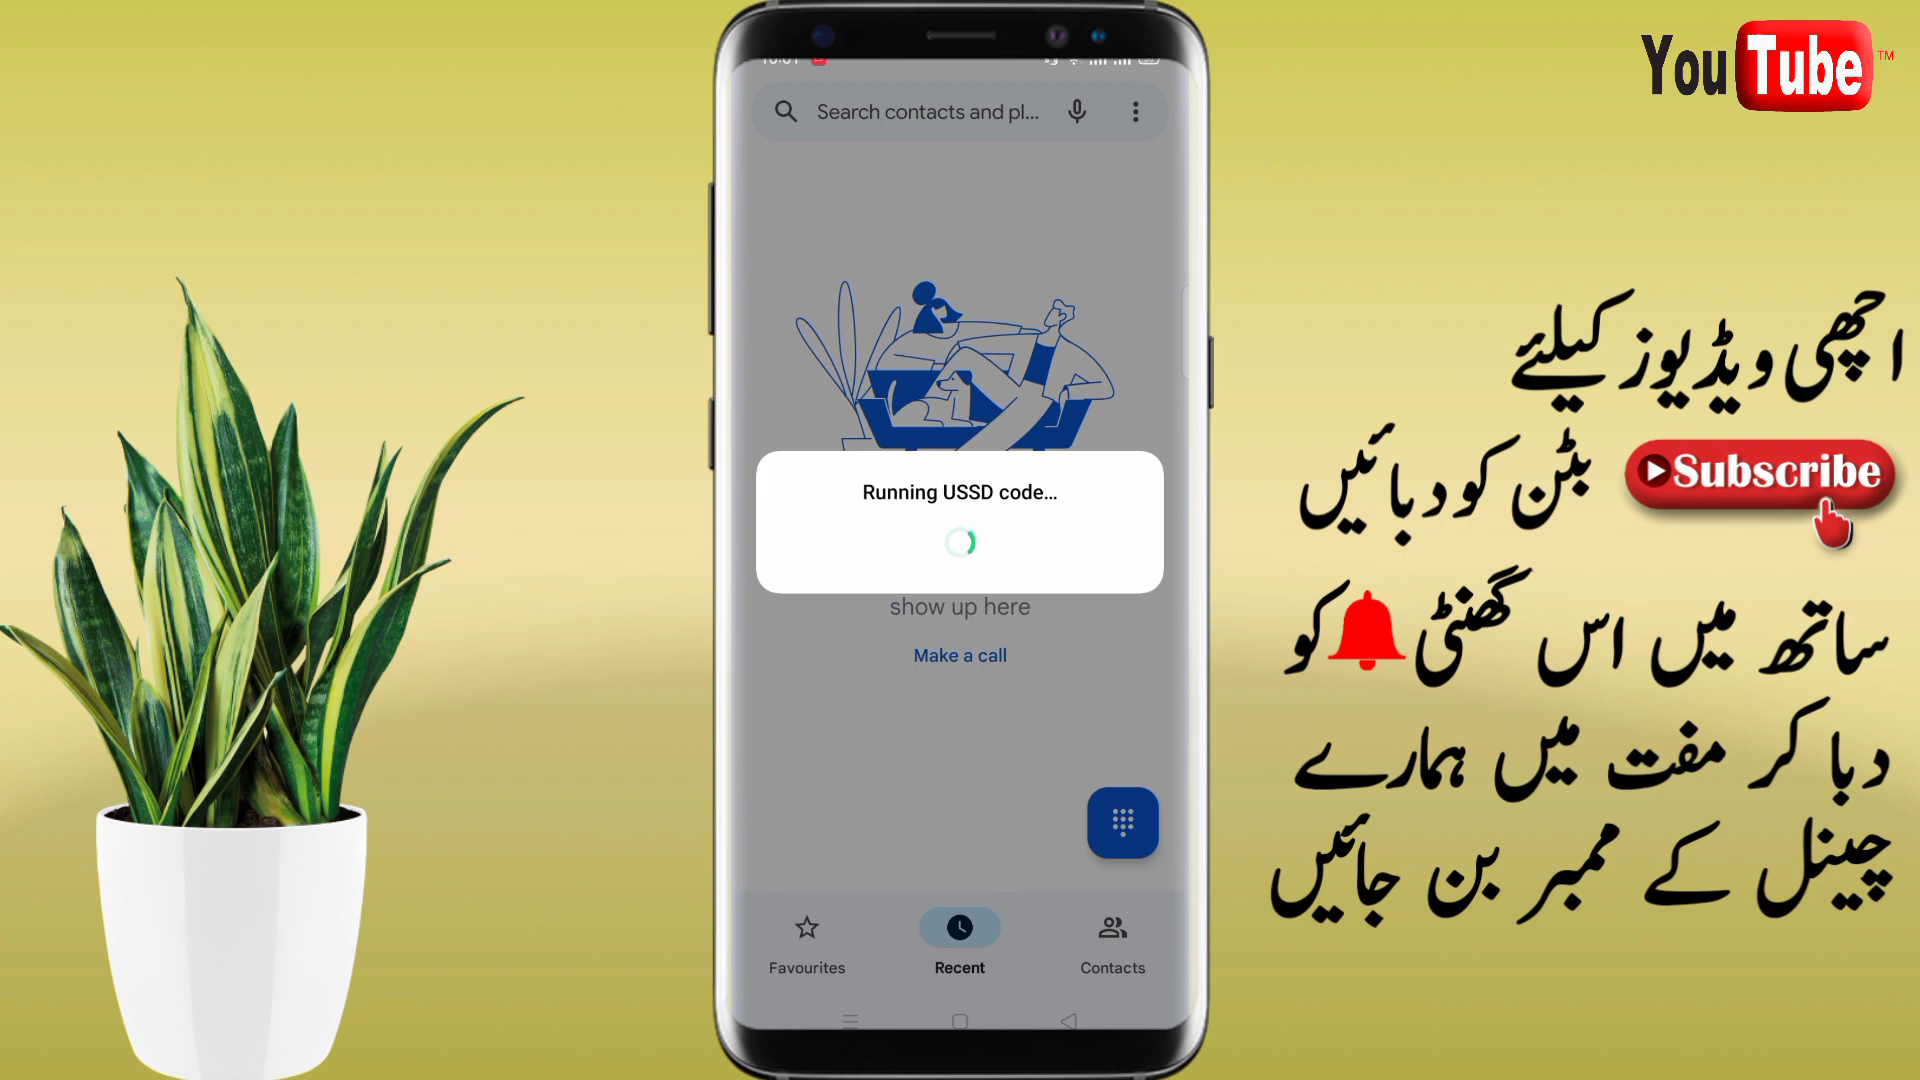 YouTube™
Search contacts and pl...
Running USSD code...
show up here
Make a call
Favourites
Recent
Contacts
اچھی ویڈیوز کیلئے
Subscribe بٹن کو دبائیں
ساتھ میں اس گھنٹی کو
دبا کر مفت میں ہمارے
چینل کے ممبر بن جائیں